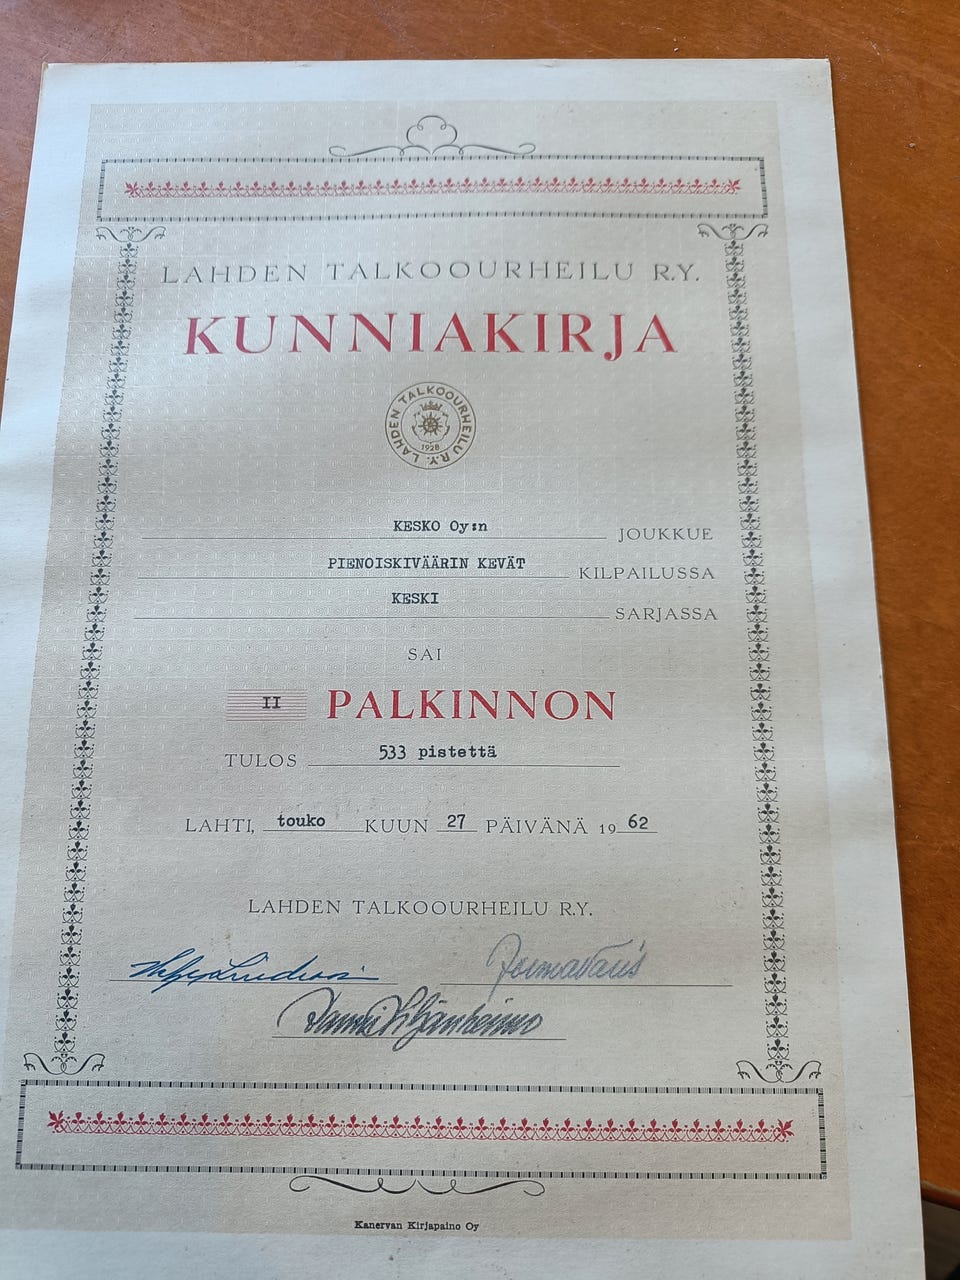 LAHDEN TALKOOURHEILU R.Y.
KUNNIAKIRJA
LAHDEN TALKOOURHEILU R.Y.
1928
KESKO Oy:n JOUKKUE
PIENOISKIVÄÄRIN KEVÄT KILPAILUSSA
KESKI SARJASSA
SAI
II PALKINNON
TULOS 533 pistettä
LAHTI, touko KUUN 27 PÄIVÄNÄ 1962
LAHDEN TALKOOURHEILU R.Y.
Kanervan Kirjapaino Oy